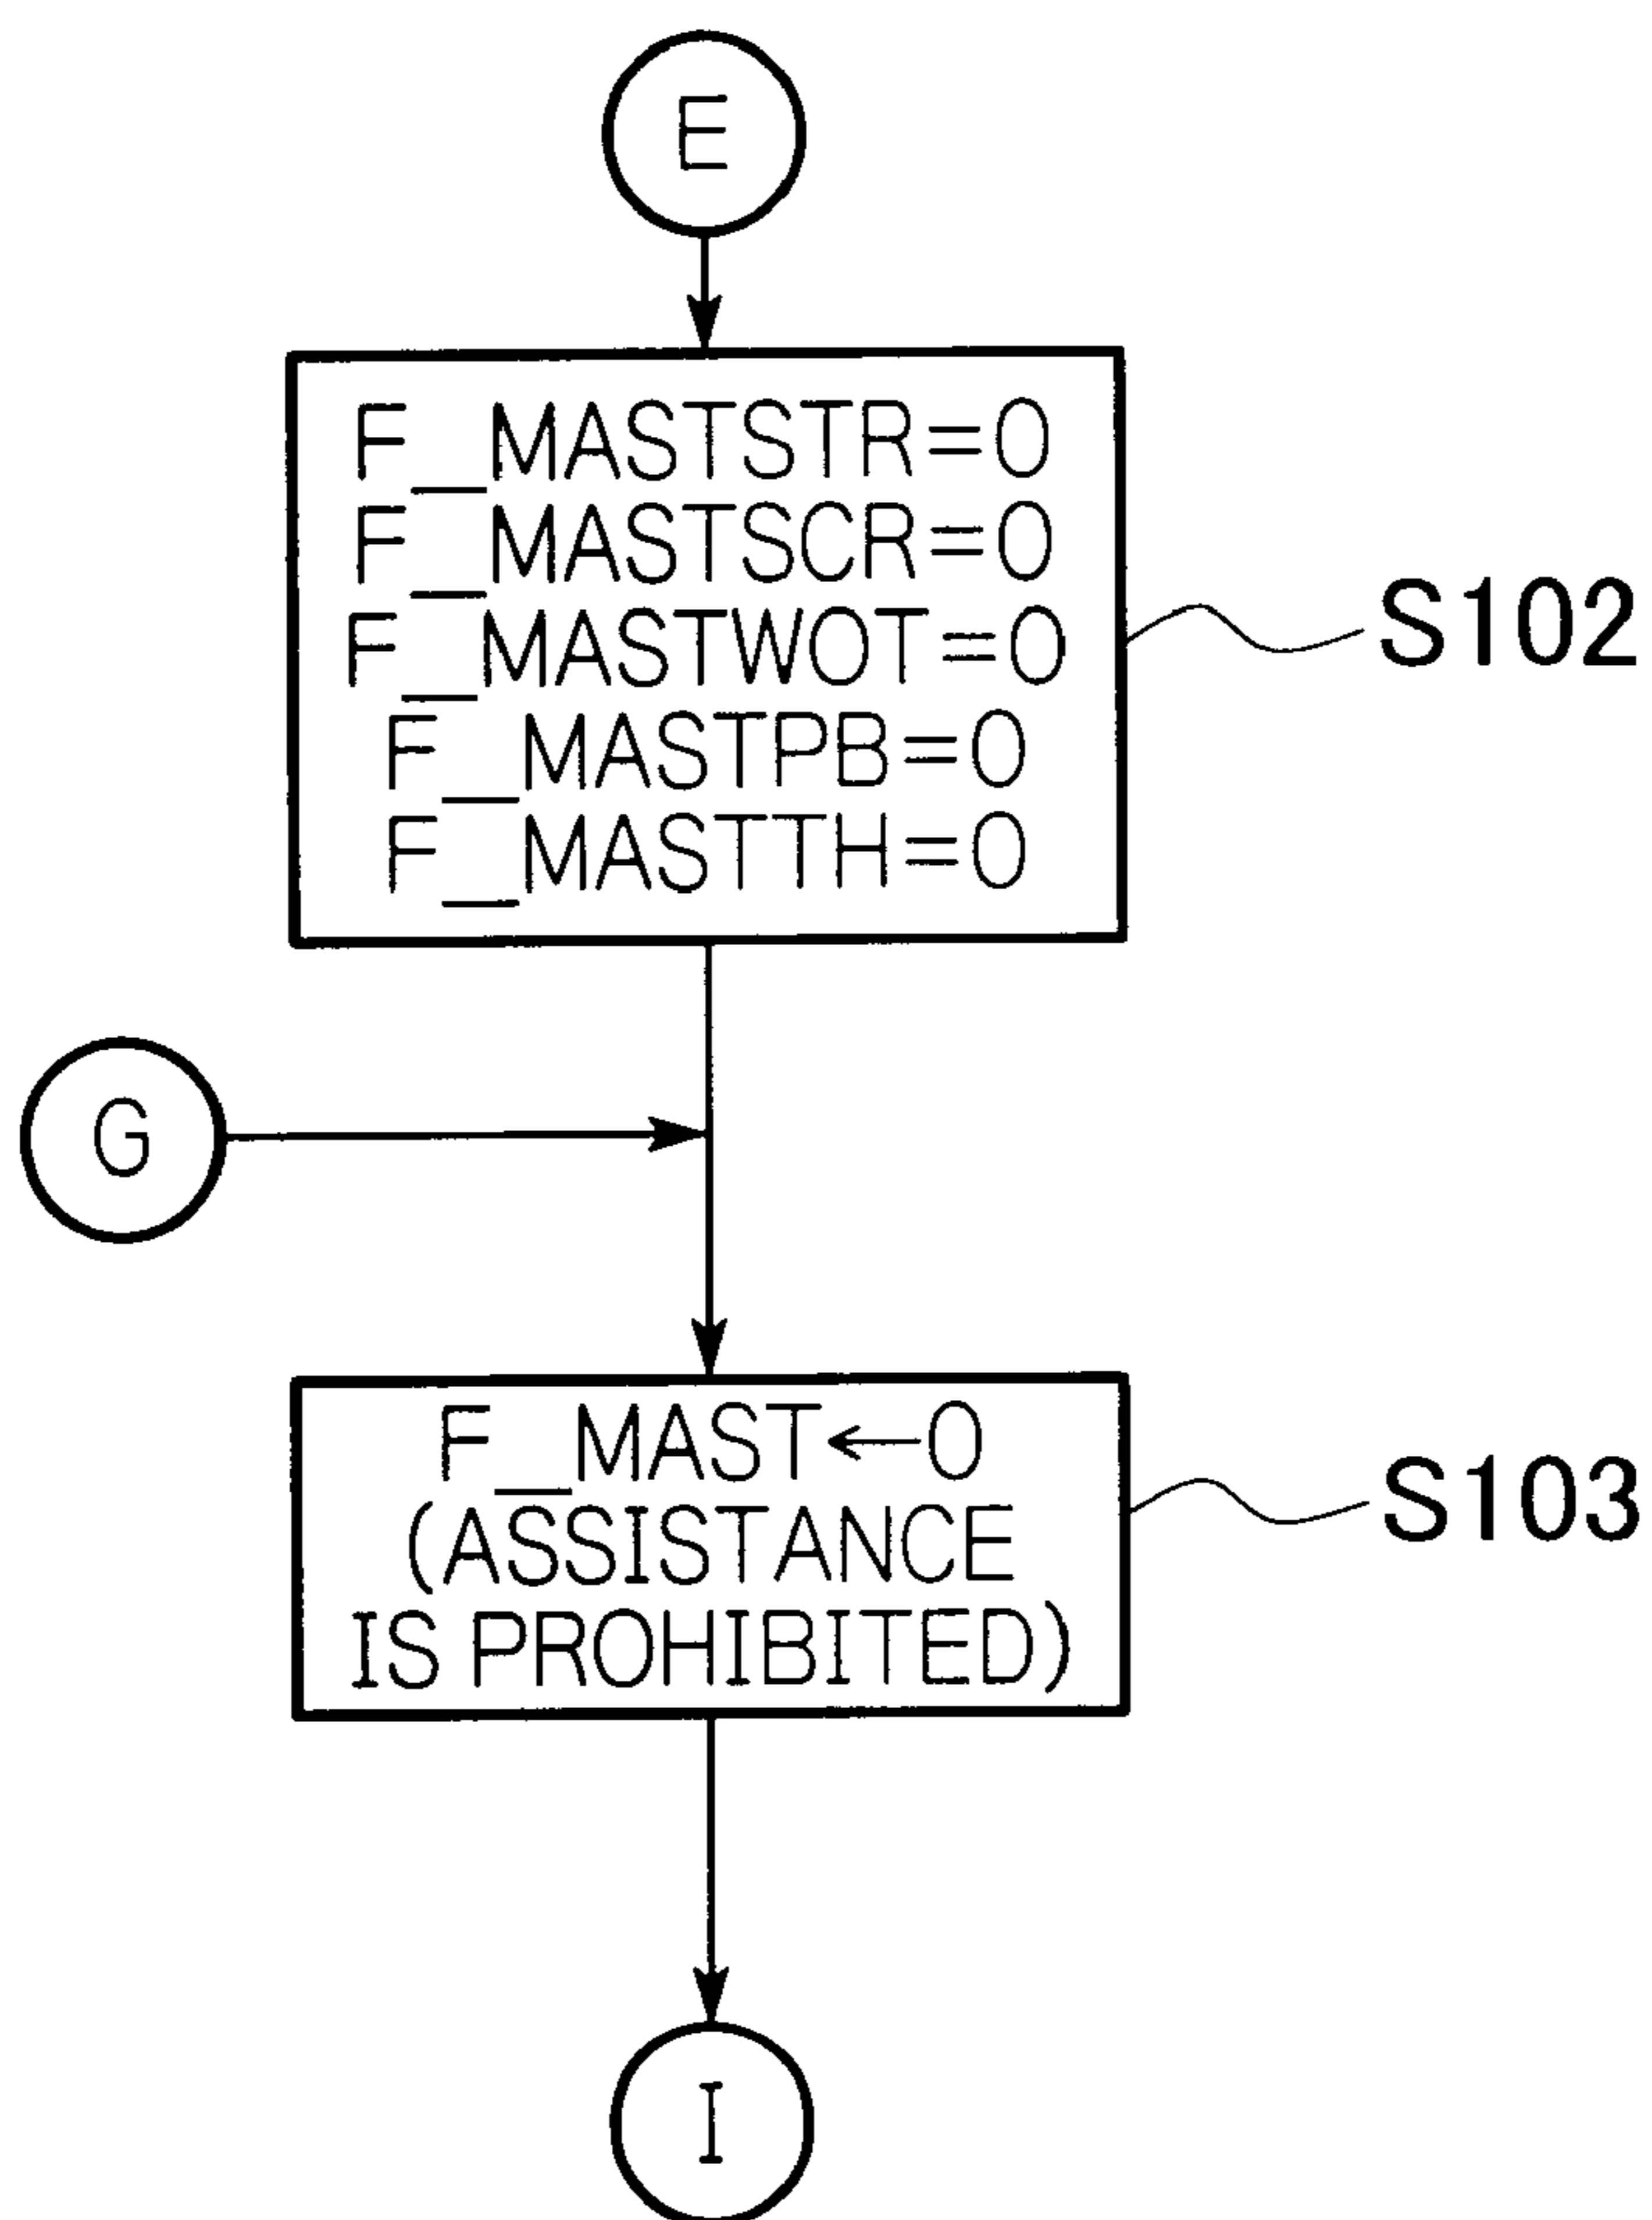 E
F_MASTSTR=0
F_MASTSCR=0
F_MASTWOT=0
F_MASTPB=0
F_MASTTH=0
S102
G
F_MAST←0
(ASSISTANCE
IS PROHIBITED)
S103
I